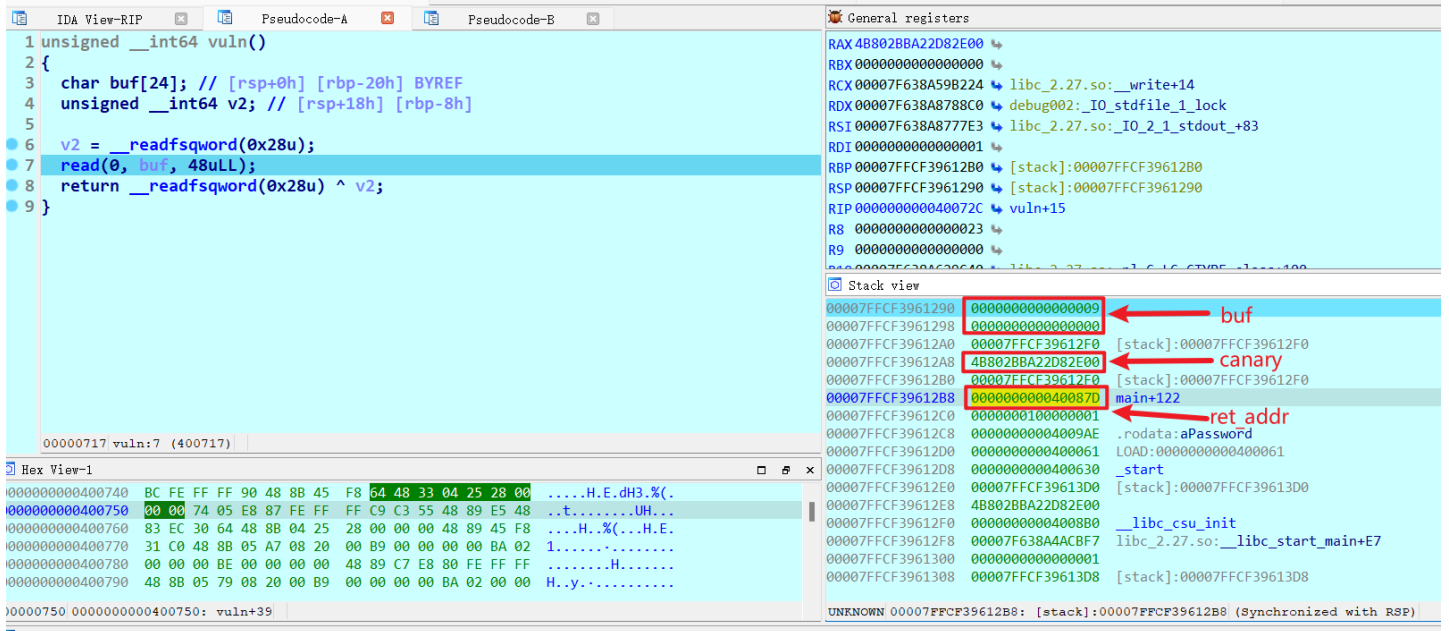 IDA View-RIP
Pseudocode-A
Pseudocode-B
1 unsigned __int64 vuln()
2 {
3 char buf[24]; // [rsp+0h] [rbp-20h] BYREF
4 unsigned __int64 v2; // [rsp+18h] [rbp-8h]
5
6 v2 = __readfsqword(0x28u);
7 read(0, buf, 48uLL);
8 return __readfsqword(0x28u) ^ v2;
9 }
00000717 vuln:7 (400717)
Hex View-1
0000000000400740 BC FE FF FF 90 48 8B 45 F8 64 48 33 04 25 28 00 .....H.E.dH3.%(.
0000000000400750 00 00 74 05 E8 87 FE FF FF C9 C3 55 48 89 E5 48 ..t........UH..H
0000000000400760 83 EC 30 64 48 8B 04 25 28 00 00 00 48 89 45 F8 ..0dH..%(...H.E.
0000000000400770 31 C0 48 8B 05 A7 08 20 00 B9 00 00 00 00 BA 02
0000000000400780 00 00 00 BE 00 00 00 00 48 89 C7 E8 80 FE FF FF ........H.......
0000000000400790 48 8B 05 79 08 20 00 B9 00 00 00 00 BA 02 00 00 H..y. ..........
00000750 0000000000400750: vuln+39
General registers
RAX 4B802BBA22D82E00
RBX 0000000000000000
RCX 00007F638A59B224 libc_2.27.so:__write+14
RDX 00007F638A8788C0 debug002:_IO_stdfile_1_lock
RSI 00007F638A8777E3 libc_2.27.so:_IO_2_1_stdout_+83
RDI 0000000000000001
RBP 00007FFCF39612B0 [stack]:00007FFCF39612B0
RSP 00007FFCF3961290 [stack]:00007FFCF3961290
RIP 000000000040072C vuln+15
R8 0000000000000023
R9 0000000000000000
Stack view
00007FFCF3961290 0000000000000009
00007FFCF3961298 0000000000000000
00007FFCF39612A0 00007FFCF39612F0 [stack]:00007FFCF39612F0
00007FFCF39612A8 4B802BBA22D82E00
00007FFCF39612B0 00007FFCF39612F0 [stack]:00007FFCF39612F0
00007FFCF39612B8 000000000040087D main+122
00007FFCF39612C0 0000000100000001
00007FFCF39612C8 00000000004009AE .rodata:aPassword
00007FFCF39612D0 0000000000400061 LOAD:0000000000400061
00007FFCF39612D8 0000000000400630 _start
00007FFCF39612E0 00007FFCF39613D0 [stack]:00007FFCF39613D0
00007FFCF39612E8 4B802BBA22D82E00
00007FFCF39612F0 00000000004008B0 __libc_csu_init
00007FFCF39612F8 00007F638A4ACBF7 libc_2.27.so:__libc_start_main+E7
00007FFCF3961300 0000000000000001
00007FFCF3961308 00007FFCF39613D8 [stack]:00007FFCF39613D8
buf
canary
ret_addr
UNKNOWN 00007FFCF39612B8: [stack]:00007FFCF39612B8 (Synchronized with RSP)